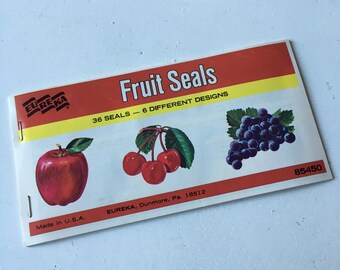 EUREKA
Fruit Seals
36 SEALS — 6 DIFFERENT DESIGNS
Made in U.S.A.
EUREKA, Dunmore, Pa. 18512
85450